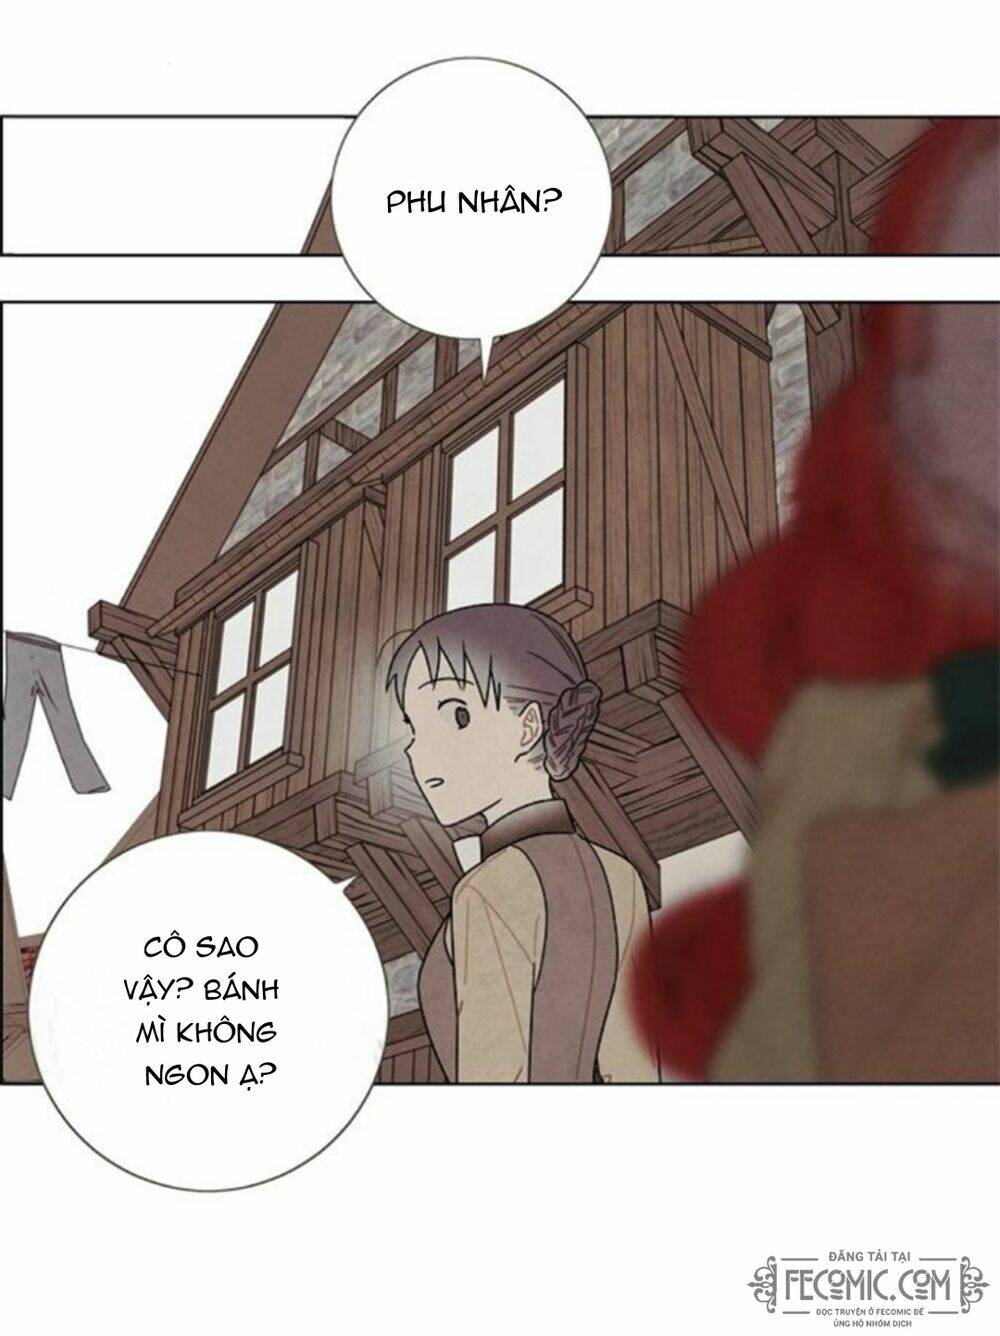 PHU NHÂN?
CÔ SAO
VẬY? BÁNH
MÌ KHÔNG
NGON Ạ?
ĐĂNG TẢI TẠI
FECOMIC.COM
ĐỌC TRUYỆN Ở FECOMIC ĐỂ
ỦNG HỘ NHÓM DỊCH